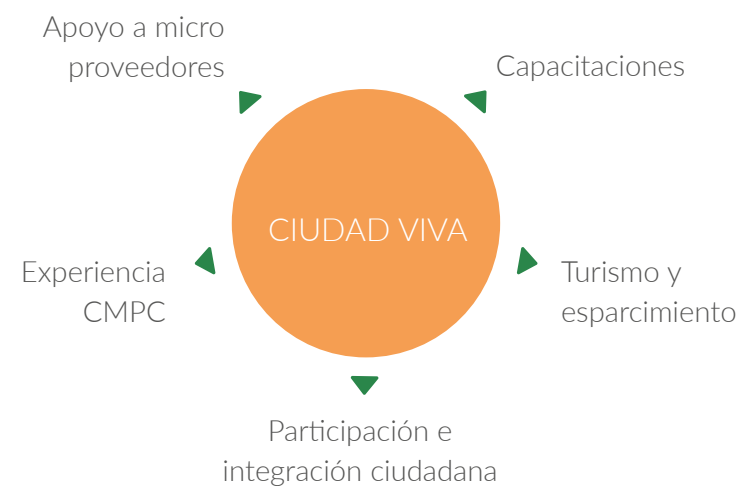 Apoyo a micro
proveedores
Capacitaciones
CIUDAD VIVA
Experiencia
CMPC
Turismo y
esparcimiento
Participación e
integración ciudadana